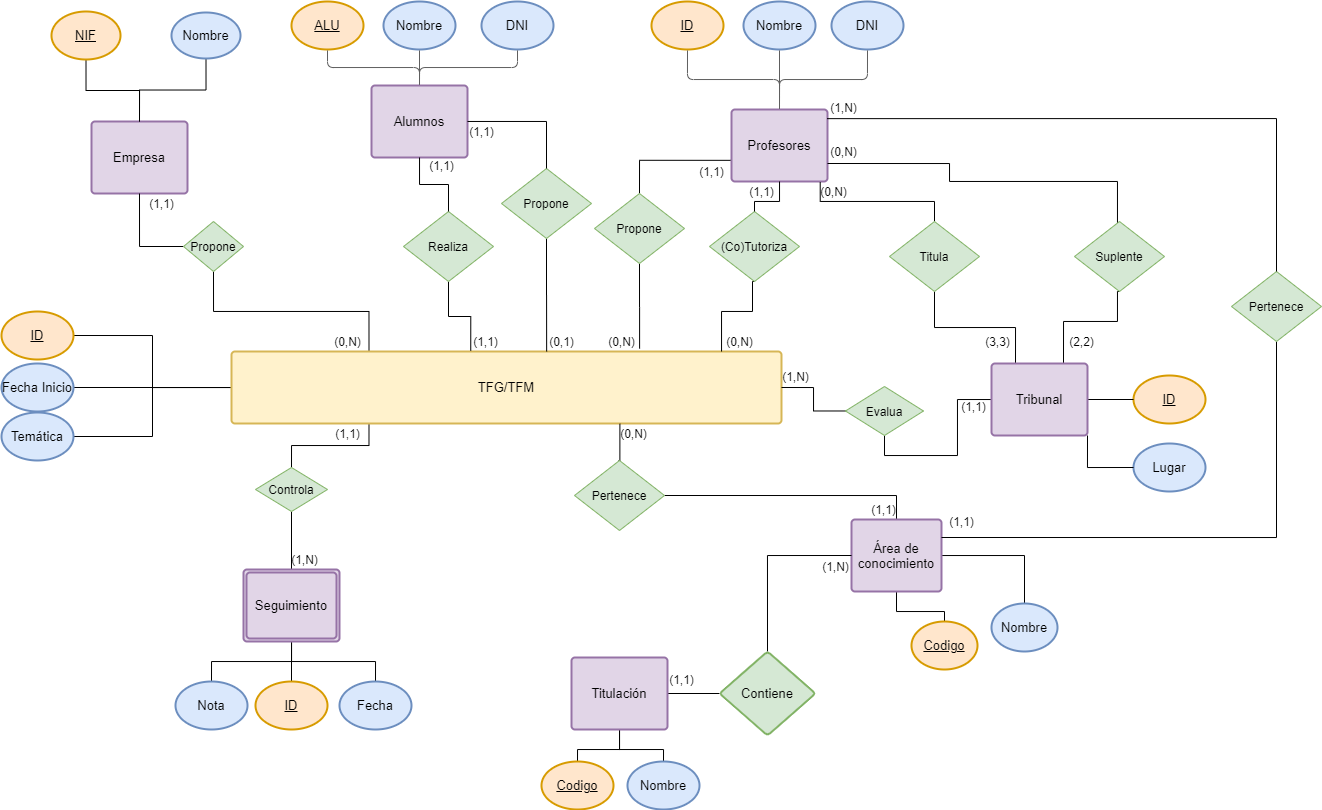 ALU
Nombre
DNI
ID
Nombre
DNI
NIF
Nombre
(1,N)
Empresa
Alumnos
(1,1)
Profesores
(0,N)
(1,1)
(1,1)
(1,1)
(1,1)
(0,N)
Propone
Propone
Realiza
Propone
(Co)Tutoriza
Titula
Suplente
Pertenece
ID
(0,N)
(1,1)
(0,1)
(0,N)
(0,N)
(3,3)
(2,2)
Fecha Inicio
TFG/TFM
(1,N)
Temática
Evalua
(1,1)
Tribunal
ID
(1,1)
(0,N)
Lugar
Controla
Pertenece
(1,1)
(1,1)
(1,N)
(1,N)
Área de
conocimiento
Seguimiento
Codigo
Nombre
Nota
ID
Fecha
Titulación
(1,1)
Contiene
Codigo
Nombre